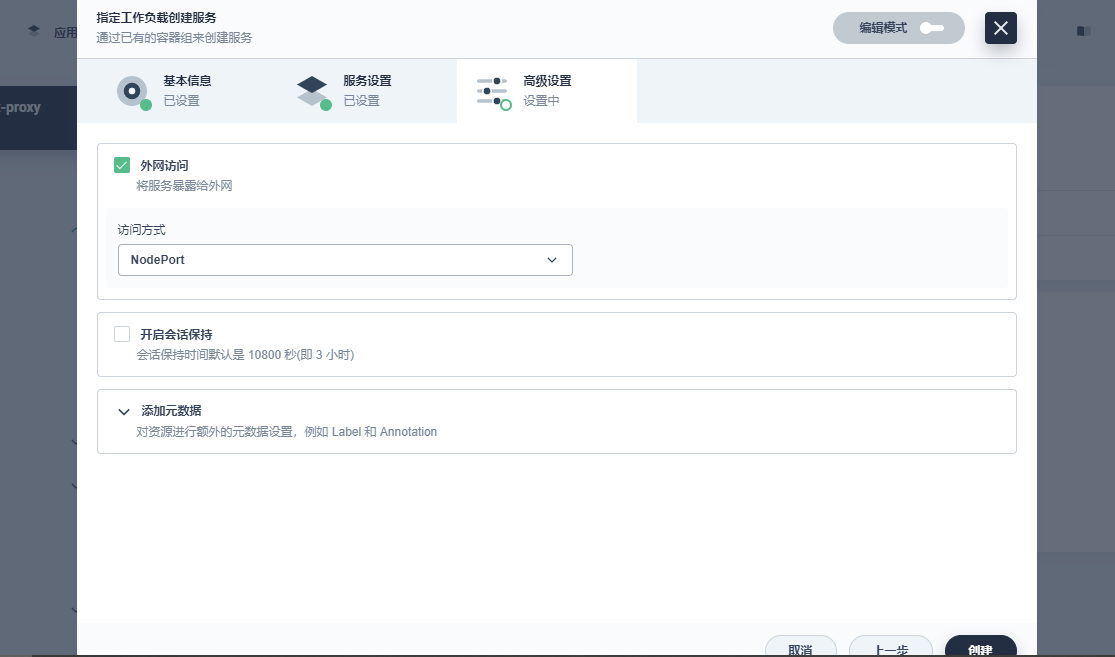 指定工作负载创建服务
通过已有的容器组来创建服务
编辑模式
应用
-proxy
基本信息
已设置
服务设置
已设置
高级设置
设置中
外网访问
将服务暴露给外网
访问方式
NodePort
开启会话保持
会话保持时间默认是 10800 秒(即 3 小时)
添加元数据
对资源进行额外的元数据设置，例如 Label 和 Annotation
取消
上一步
创建